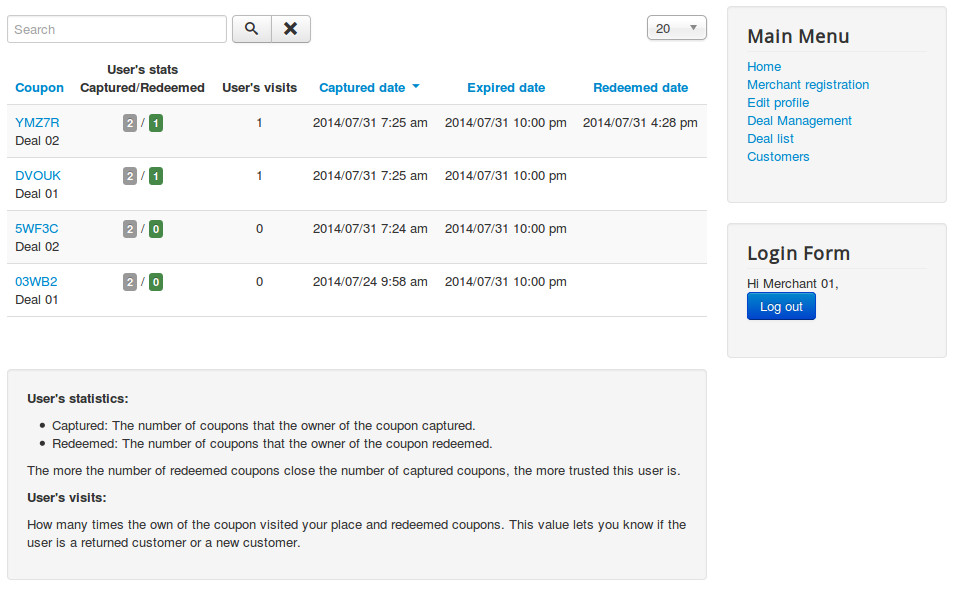 Search
20
User's stats
Coupon Captured/Redeemed User's visits Captured date Expired date Redeemed date
YMZ7R 2 / 1 1 2014/07/31 7:25 am 2014/07/31 10:00 pm 2014/07/31 4:28 pm
Deal 02
DVOUK 2 / 1 1 2014/07/31 7:25 am 2014/07/31 10:00 pm
Deal 01
5WF3C 2 / 0 0 2014/07/31 7:24 am 2014/07/31 10:00 pm
Deal 02
03WB2 2 / 0 0 2014/07/24 9:58 am 2014/07/31 10:00 pm
Deal 01
User's statistics:
• Captured: The number of coupons that the owner of the coupon captured.
• Redeemed: The number of coupons that the owner of the coupon redeemed.
The more the number of redeemed coupons close the number of captured coupons, the more trusted this user is.
User's visits:
How many times the own of the coupon visited your place and redeemed coupons. This value lets you know if the
user is a returned customer or a new customer.
Main Menu
Home
Merchant registration
Edit profile
Deal Management
Deal list
Customers
Login Form
Hi Merchant 01,
Log out